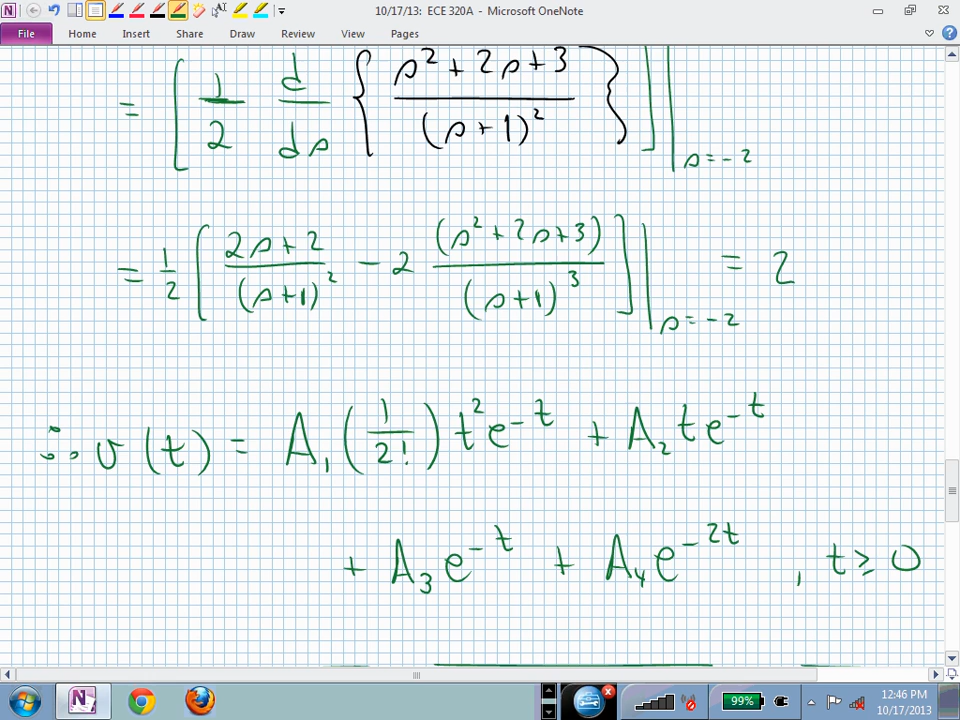 10/17/13: ECE 320A - Microsoft OneNote
File Home Insert Share Draw Review View Pages
= [ 1/2 d/ds { (s² + 2s + 3)/(s + 1)² } ] | s = -2
= 1/2 [ (2s + 2)/(s+1)² - 2 (s² + 2s + 3)/(s + 1)³ ] | s = -2 = 2
∴ v(t) = A₁ (1/2!) t² e^{-t} + A₂ t e^{-t}
+ A₃ e^{-t} + A₄ e^{-2t} , t ≥ 0
99% 12:46 PM
10/17/2013